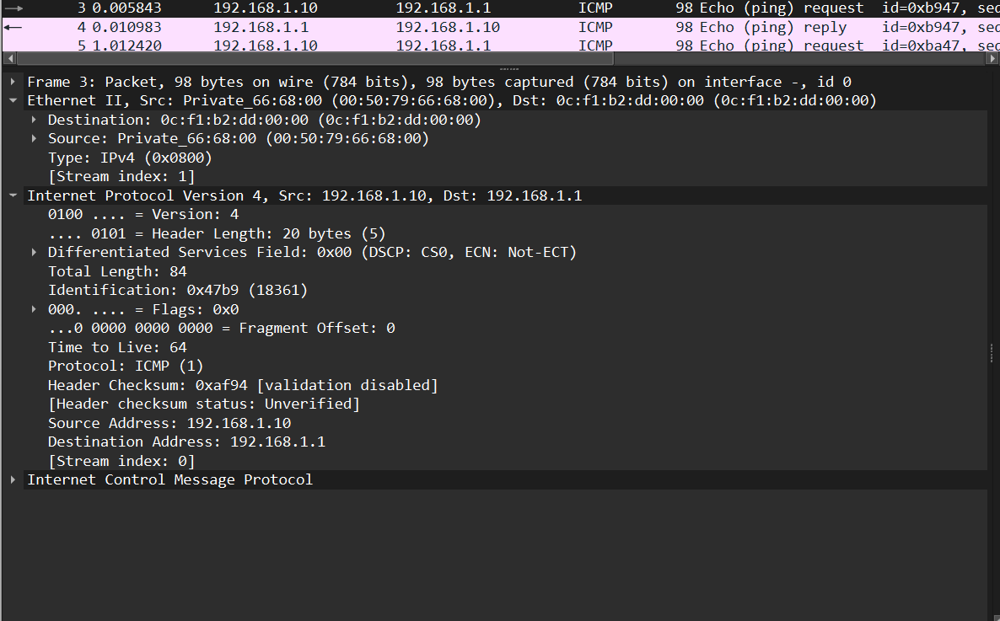 3 0.005843 192.168.1.10 192.168.1.1 ICMP 98 Echo (ping) request id=0xb947, seq
4 0.010983 192.168.1.1 192.168.1.10 ICMP 98 Echo (ping) reply id=0xb947, seq
5 1.012420 192.168.1.10 192.168.1.1 ICMP 98 Echo (ping) request id=0xba47, seq
Frame 3: Packet, 98 bytes on wire (784 bits), 98 bytes captured (784 bits) on interface -, id 0
Ethernet II, Src: Private_66:68:00 (00:50:79:66:68:00), Dst: 0c:f1:b2:dd:00:00 (0c:f1:b2:dd:00:00)
Destination: 0c:f1:b2:dd:00:00 (0c:f1:b2:dd:00:00)
Source: Private_66:68:00 (00:50:79:66:68:00)
Type: IPv4 (0x0800)
[Stream index: 1]
Internet Protocol Version 4, Src: 192.168.1.10, Dst: 192.168.1.1
0100 .... = Version: 4
.... 0101 = Header Length: 20 bytes (5)
Differentiated Services Field: 0x00 (DSCP: CS0, ECN: Not-ECT)
Total Length: 84
Identification: 0x47b9 (18361)
000. .... = Flags: 0x0
...0 0000 0000 0000 = Fragment Offset: 0
Time to Live: 64
Protocol: ICMP (1)
Header Checksum: 0xaf94 [validation disabled]
[Header checksum status: Unverified]
Source Address: 192.168.1.10
Destination Address: 192.168.1.1
[Stream index: 0]
Internet Control Message Protocol